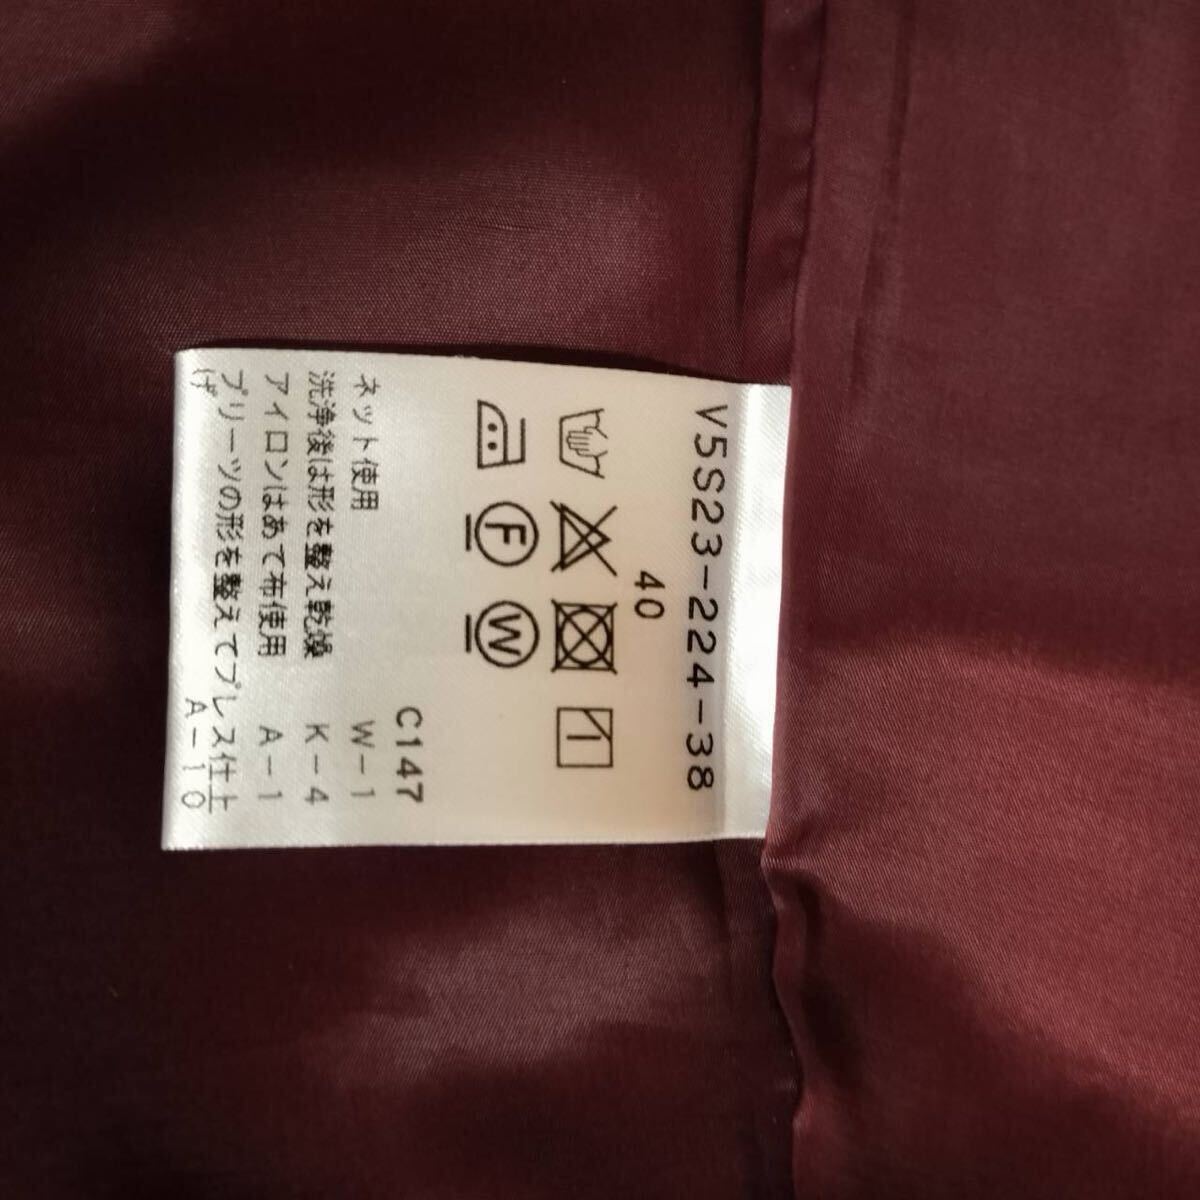 V5S23-224-38
40
F W
C147
ネット使用 W-1
洗浄後は形を整え乾燥 K-4
アイロンはあて布使用 A-1
プリーツの形を整えてプレス仕上
げ A-10